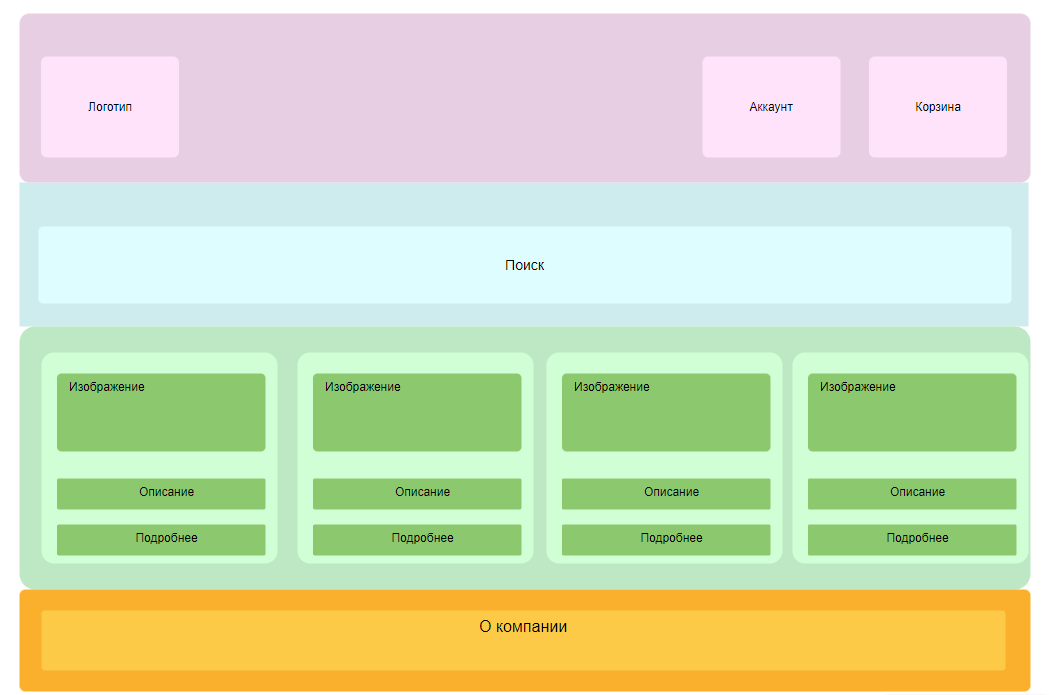 Логотип
Аккаунт
Корзина
Поиск
Изображение
Изображение
Изображение
Изображение
Описание
Описание
Описание
Описание
Подробнее
Подробнее
Подробнее
Подробнее
О компании